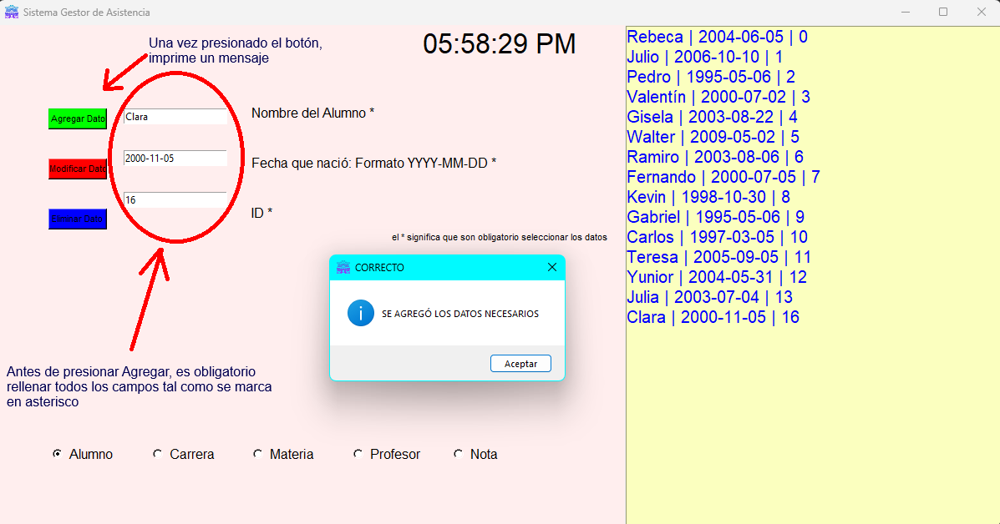 Sistema Gestor de Asistencia
Una vez presionado el botón,
imprime un mensaje
05:58:29 PM
Agregar Dato
Clara
Nombre del Alumno *
Modificar Dato
2000-11-05
Fecha que nació: Formato YYYY-MM-DD *
Eliminar Dato
16
ID *
el * significa que son obligatorio seleccionar los datos
CORRECTO
SE AGREGÓ LOS DATOS NECESARIOS
Aceptar
Antes de presionar Agregar, es obligatorio
rellenar todos los campos tal como se marca
en asterisco
Alumno
Carrera
Materia
Profesor
Nota
Rebeca | 2004-06-05 | 0
Julio | 2006-10-10 | 1
Pedro | 1995-05-06 | 2
Valentín | 2000-07-02 | 3
Gisela | 2003-08-22 | 4
Walter | 2009-05-02 | 5
Ramiro | 2003-08-06 | 6
Fernando | 2000-07-05 | 7
Kevin | 1998-10-30 | 8
Gabriel | 1995-05-06 | 9
Carlos | 1997-03-05 | 10
Teresa | 2005-09-05 | 11
Yunior | 2004-05-31 | 12
Julia | 2003-07-04 | 13
Clara | 2000-11-05 | 16